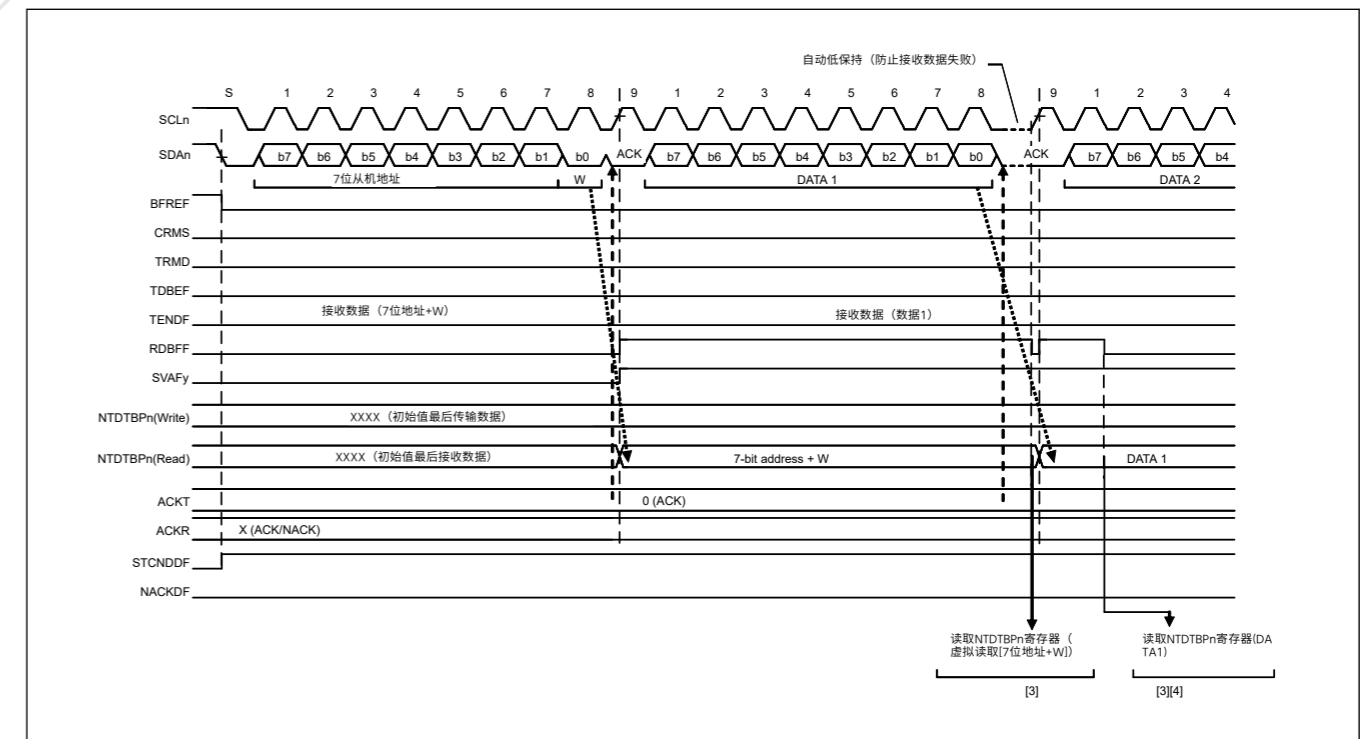 自动低保持（防止接收数据失败）
S 1 2 3 4 5 6 7 8 9 1 2 3 4 5 6 7 8 9 1 2 3 4
SCLn
SDAn b7 b6 b5 b4 b3 b2 b1 b0 ACK b7 b6 b5 b4 b3 b2 b1 b0 ACK b7 b6 b5 b4
7位从机地址 W DATA 1 DATA 2
BFREF
CRMS
TRMD
TDBEF
接收数据（7位地址+W） 接收数据（数据1）
TENDF
RDBFF
SVAFy
NTDTBPn(Write) XXXX（初始值最后传输数据）
NTDTBPn(Read) XXXX（初始值最后接收数据） 7-bit address + W DATA 1
ACKT 0 (ACK)
ACKR X (ACK/NACK)
STCNDDF
NACKDF
读取NTDTBPn寄存器（
虚拟读取[7位地址+W]）
读取NTDTBPn寄存器(DA
TA1)
[3] [3][4]